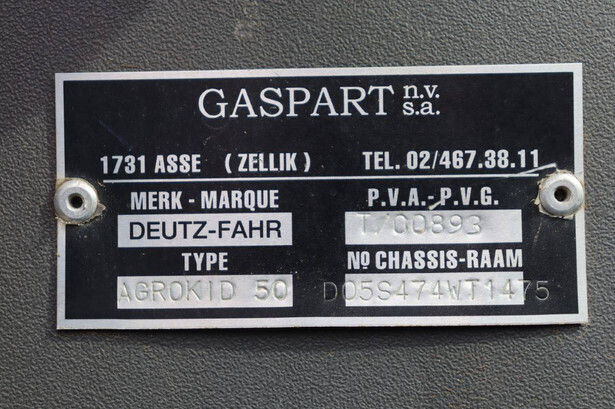 GASPART n.v. s.a.
1731 ASSE (ZELLIK) TEL. 02/467.38.11
MERK - MARQUE P.V.A.-P.V.G.
DEUTZ-FAHR T/00893
TYPE No CHASSIS-RAAM
AGROKID 50 D05S474WT1475